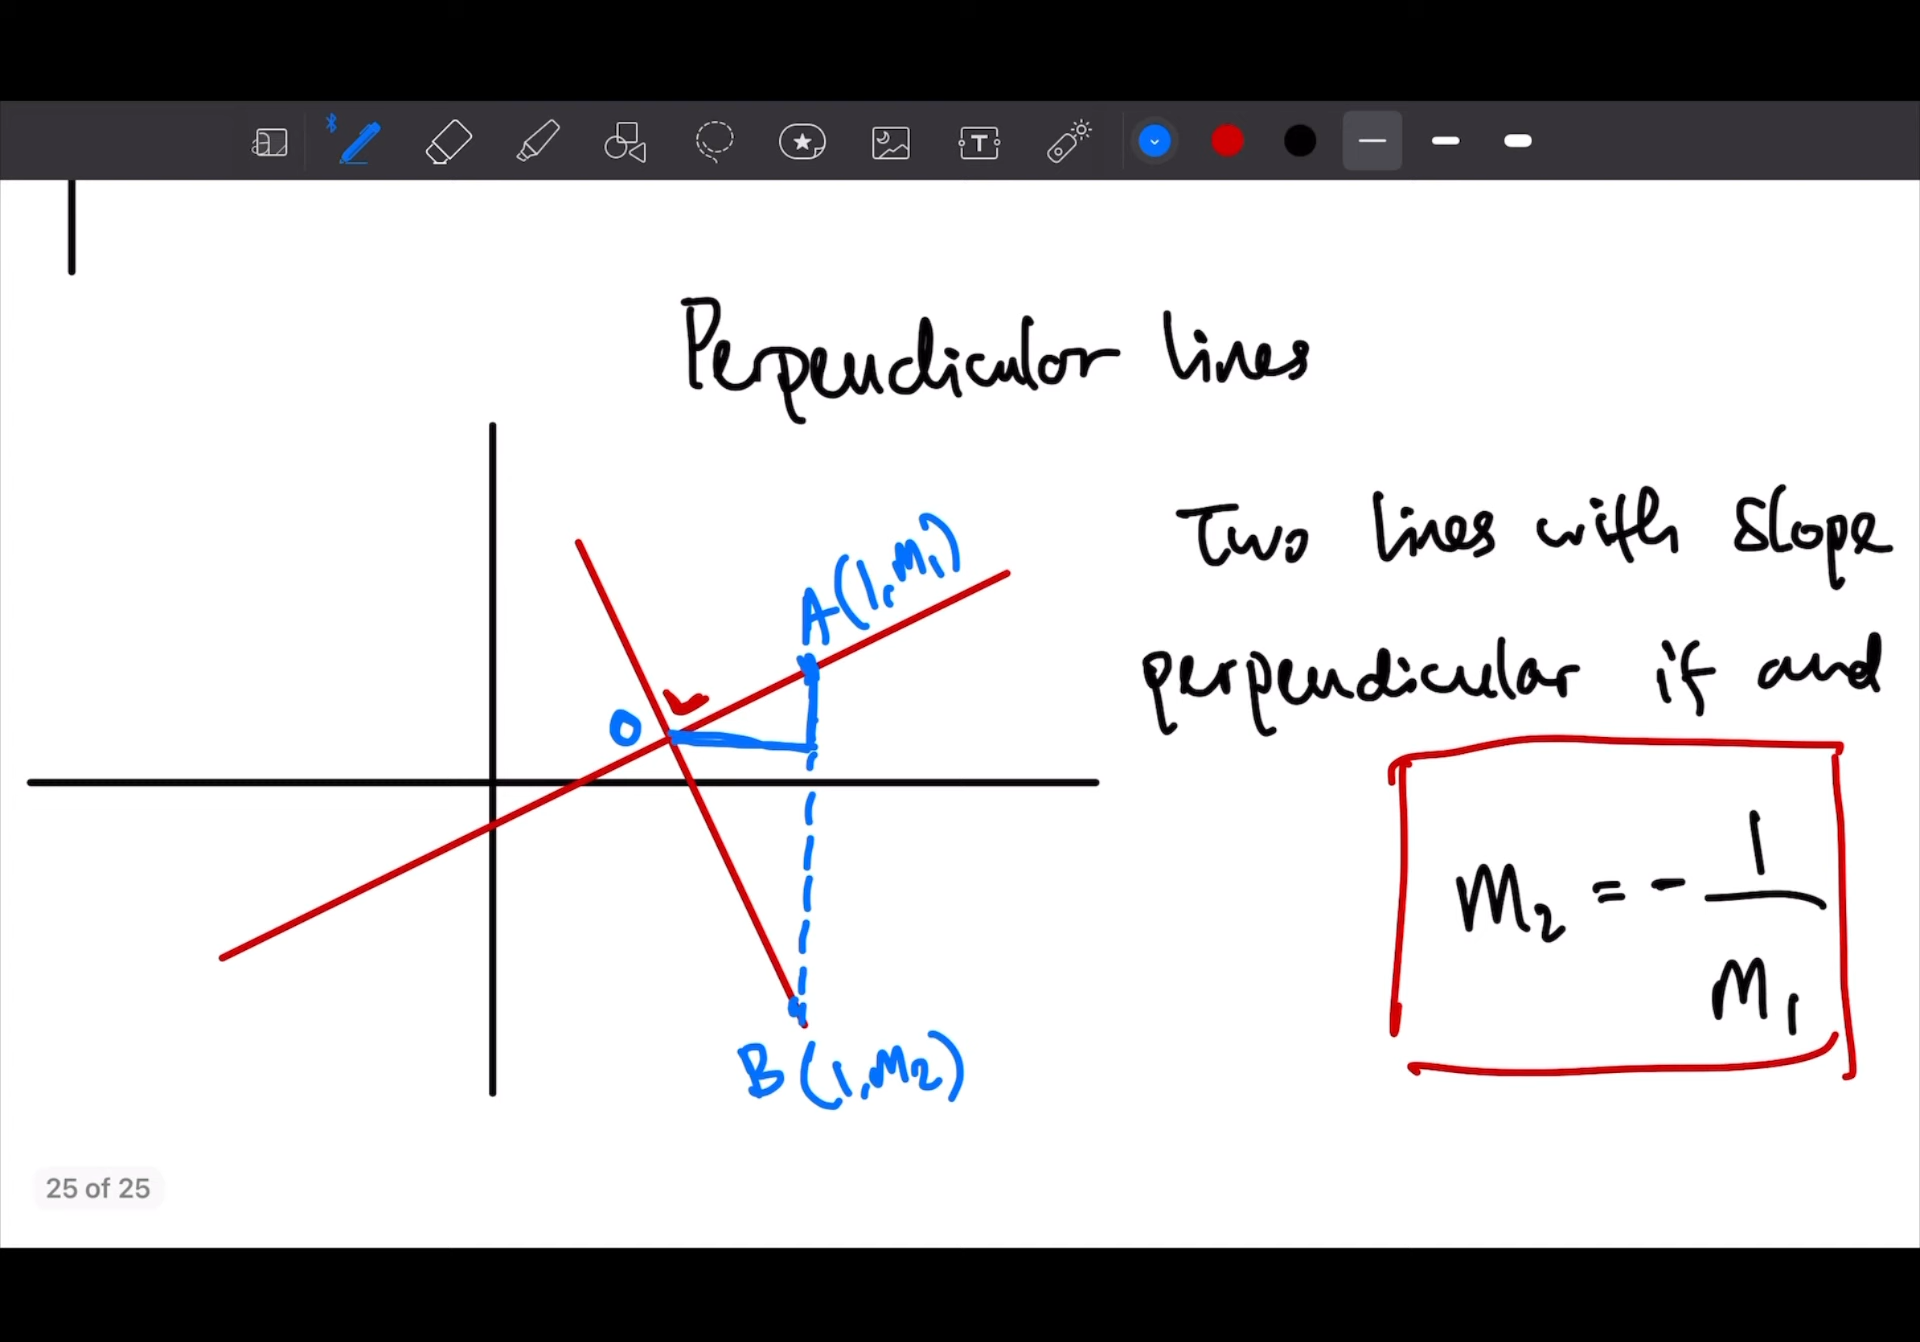 Perpendicular lines
Two lines with slope
perpendicular if and
A(1, m₁)
O
B(1, m₂)
m₂ = - 1/m₁
25 of 25